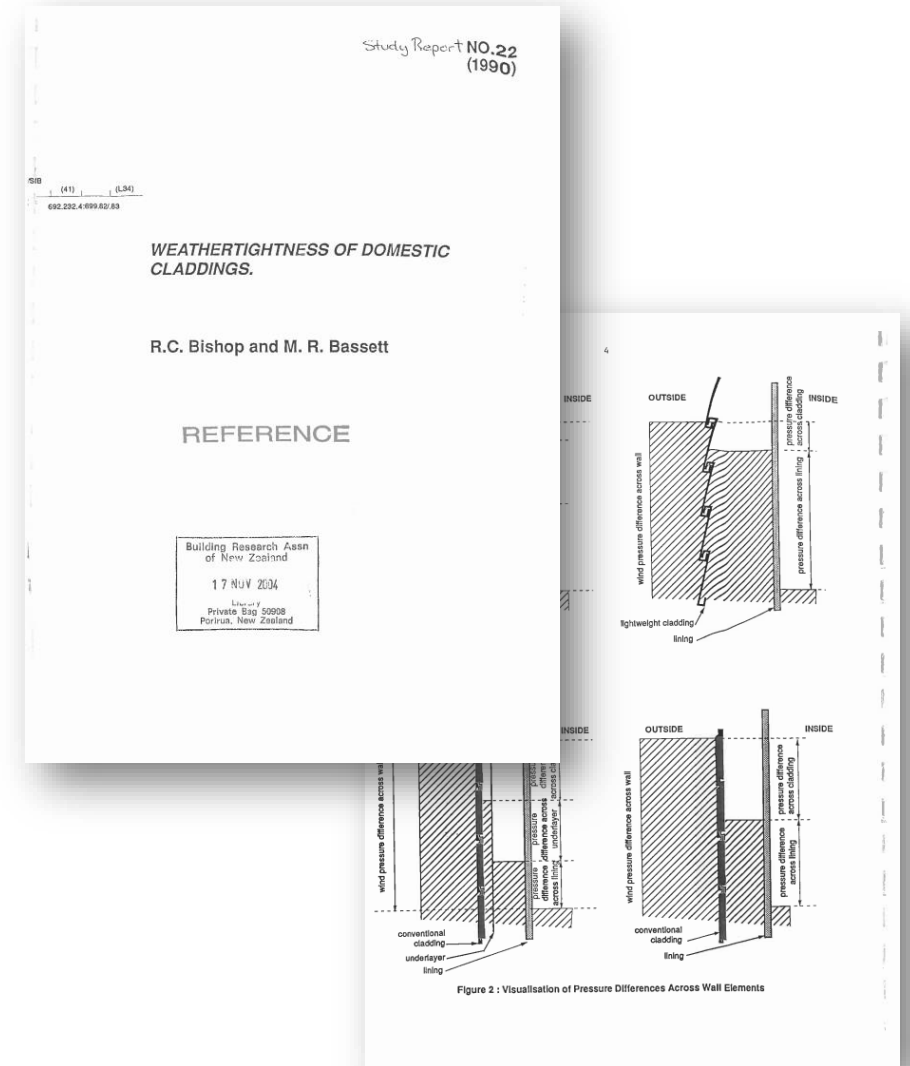 Study Report NO.22
(1990)
/SfB
(41) (L34)
692.232.4:699.82/.83
WEATHERTIGHTNESS OF DOMESTIC
CLADDINGS.
R.C. Bishop and M. R. Bassett
REFERENCE
Building Research Assn
of New Zealand
17 NOV 2004
Library
Private Bag 50908
Porirua, New Zealand
4
INSIDE
OUTSIDE
INSIDE
wind pressure difference across wall
pressure difference
across cladding
pressure difference across lining
lightweight cladding
lining
INSIDE
wind pressure difference across wall
pressure
difference across
underlayer
pressure
difference
across lining
conventional
cladding
underlayer
lining
OUTSIDE
INSIDE
wind pressure difference across wall
pressure difference
across cladding
pressure difference
across lining
conventional
cladding
lining
Figure 2 : Visualisation of Pressure Differences Across Wall Elements